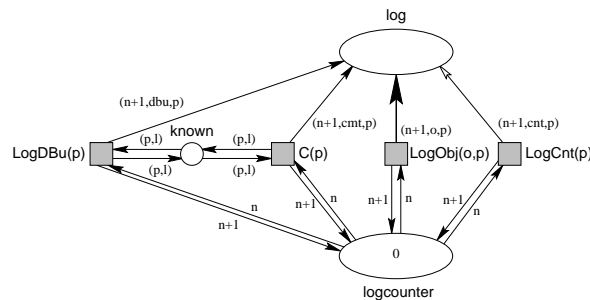 log
(n+1,dbu,p)
(n+1,cmt,p)
(n+1,o,p)
(n+1,cnt,p)
(p,l)
known
(p,l)
LogDBu(p)
C(p)
LogObj(o,p)
LogCnt(p)
(p,l)
(p,l)
n
n+1
n+1
n
n+1
n
n+1
n
0
logcounter